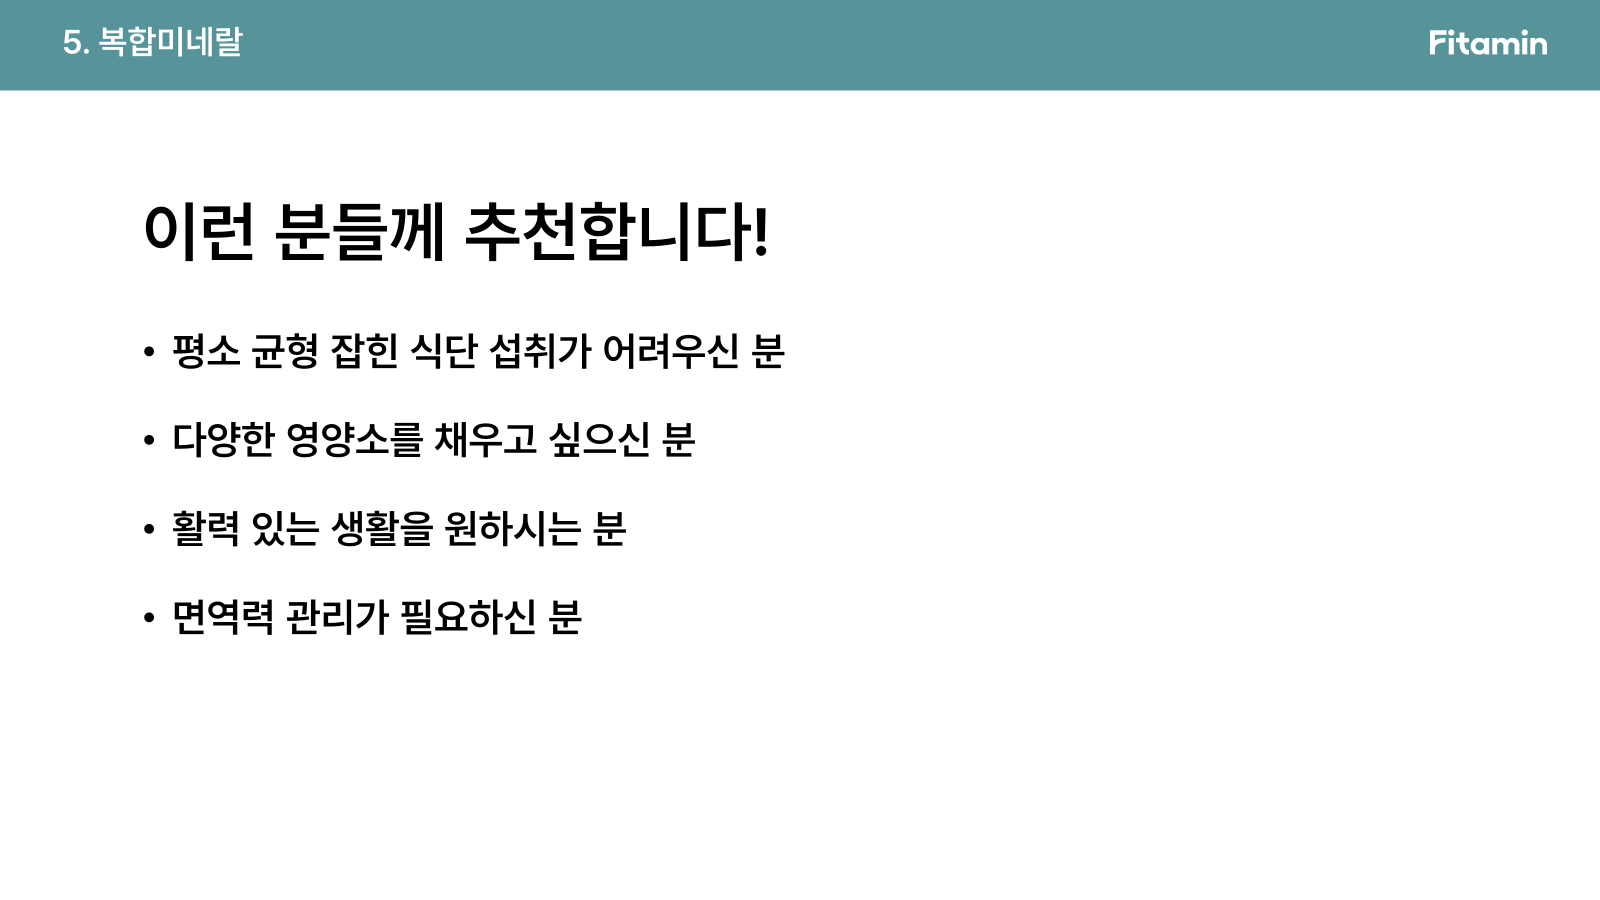 5. 복합미네랄
Fitamin
이런 분들께 추천합니다!
• 평소 균형 잡힌 식단 섭취가 어려우신 분
• 다양한 영양소를 채우고 싶으신 분
• 활력 있는 생활을 원하시는 분
• 면역력 관리가 필요하신 분